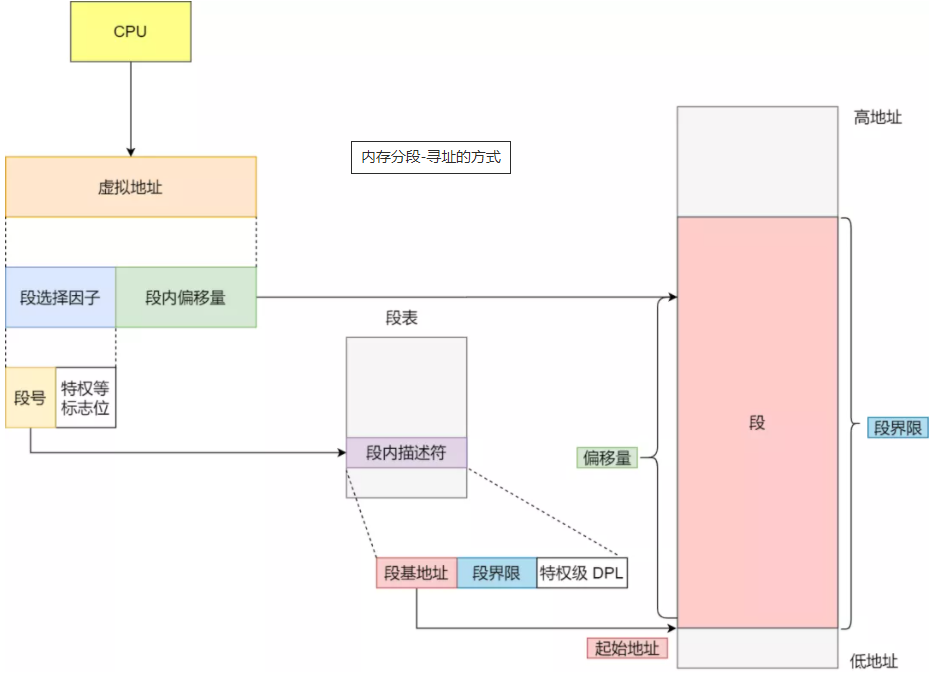 CPU
高地址
内存分段-寻址的方式
虚拟地址
段选择因子
段内偏移量
段表
段号
特权等
标志位
段
段界限
段内描述符
偏移量
段基地址
段界限
特权级 DPL
起始地址
低地址